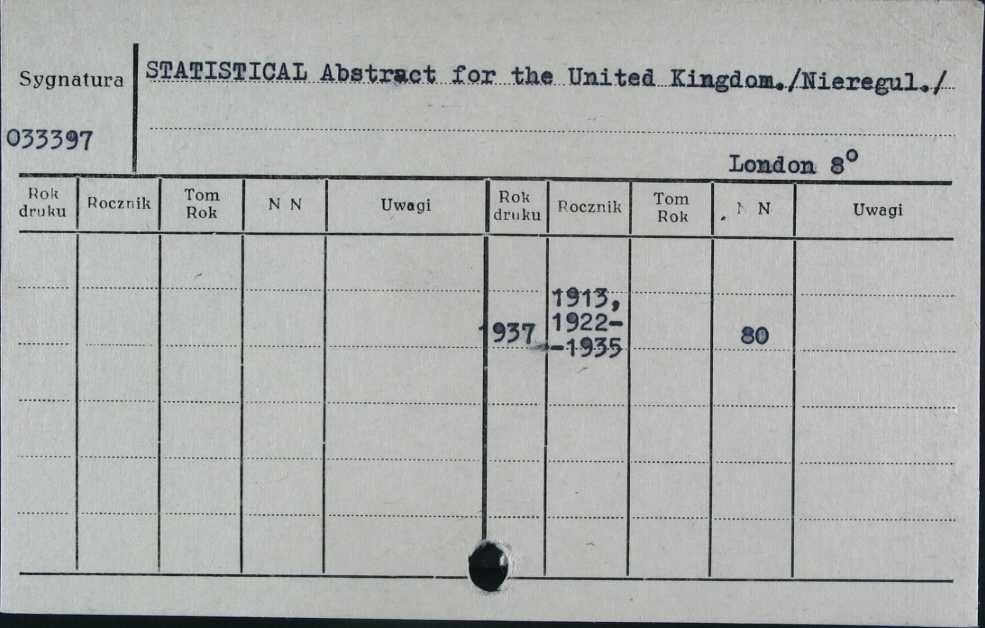 Sygnatura
STATISTICAL Abstract for the United Kingdom./Nieregul./
033397
London 8°
Rok druku Rocznik Tom Rok N N Uwagi Rok druku Rocznik Tom Rok N N Uwagi
1937
1913,
1922-
-1935
80